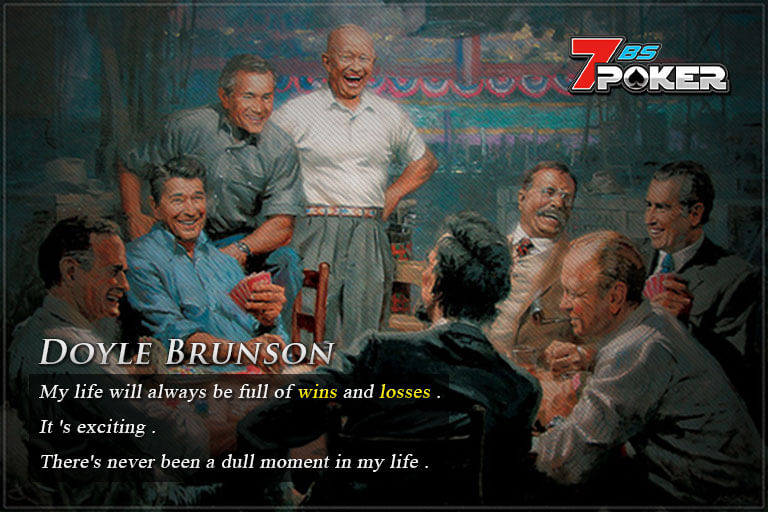 7BS
POKER
DOYLE BRUNSON
My life will always be full of wins and losses .
It 's exciting .
There's never been a dull moment in my life .